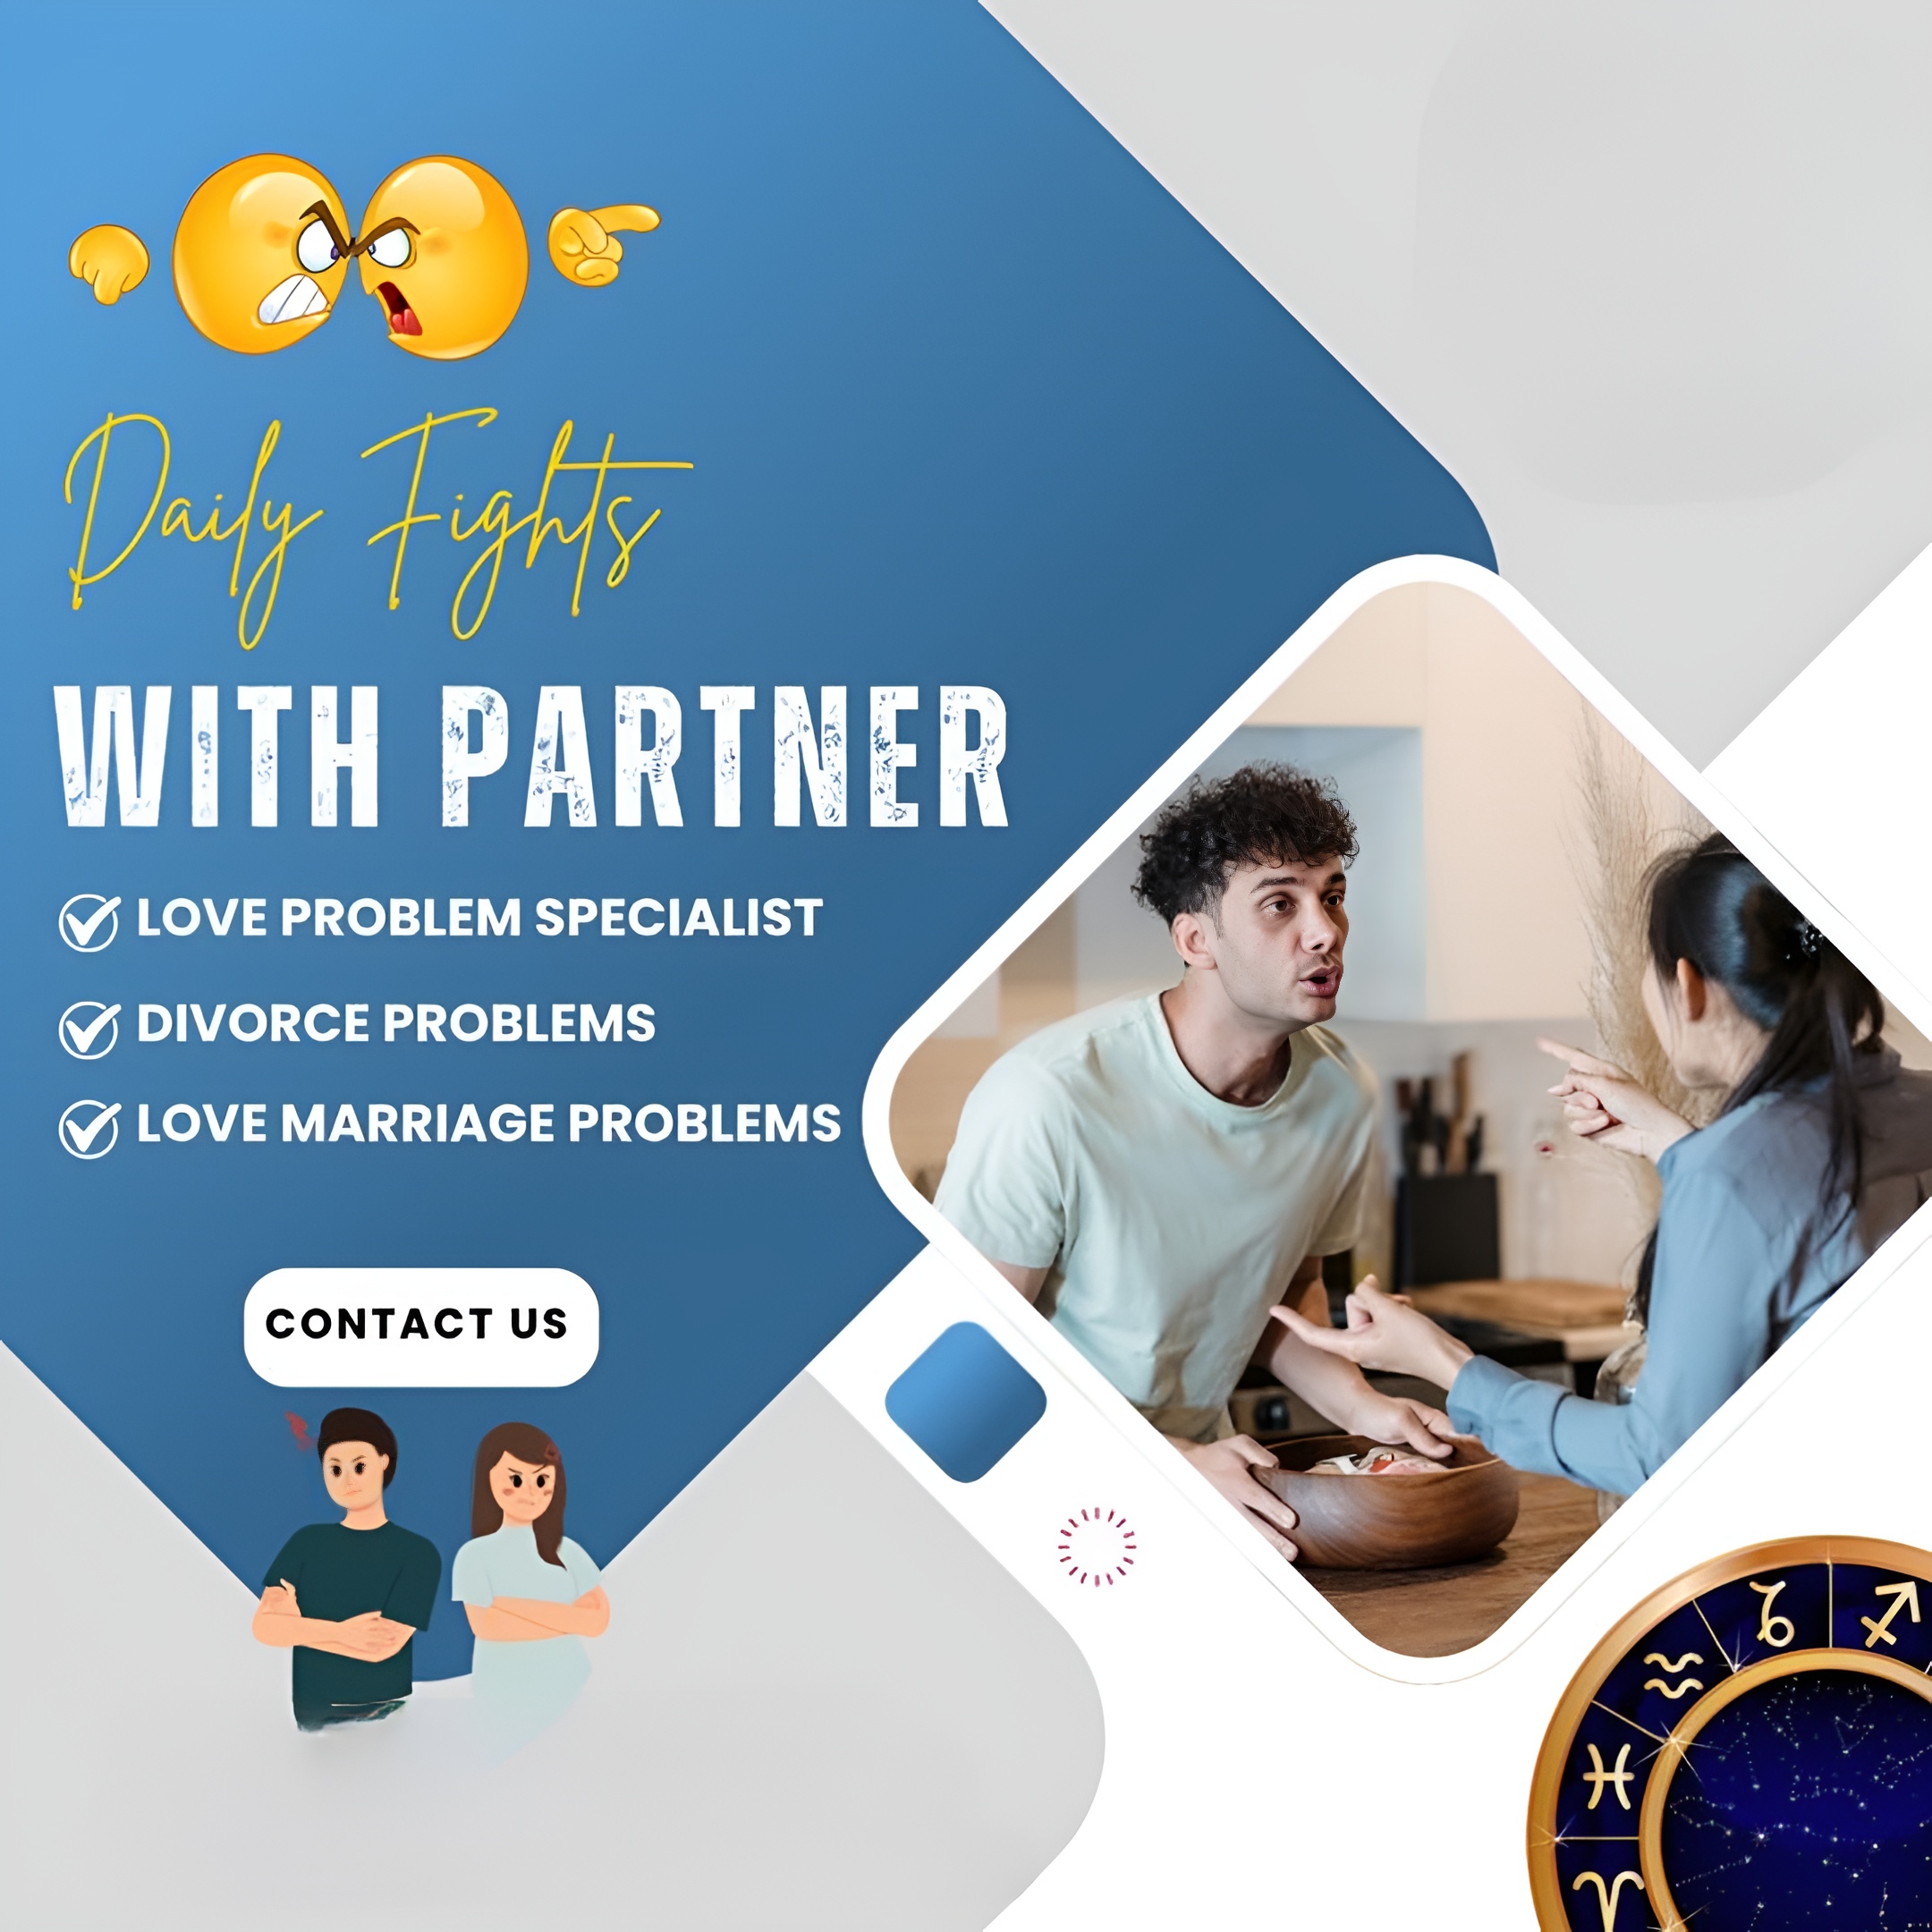 Daily Fights
WITH PARTNER
LOVE PROBLEM SPECIALIST
DIVORCE PROBLEMS
LOVE MARRIAGE PROBLEMS
CONTACT US